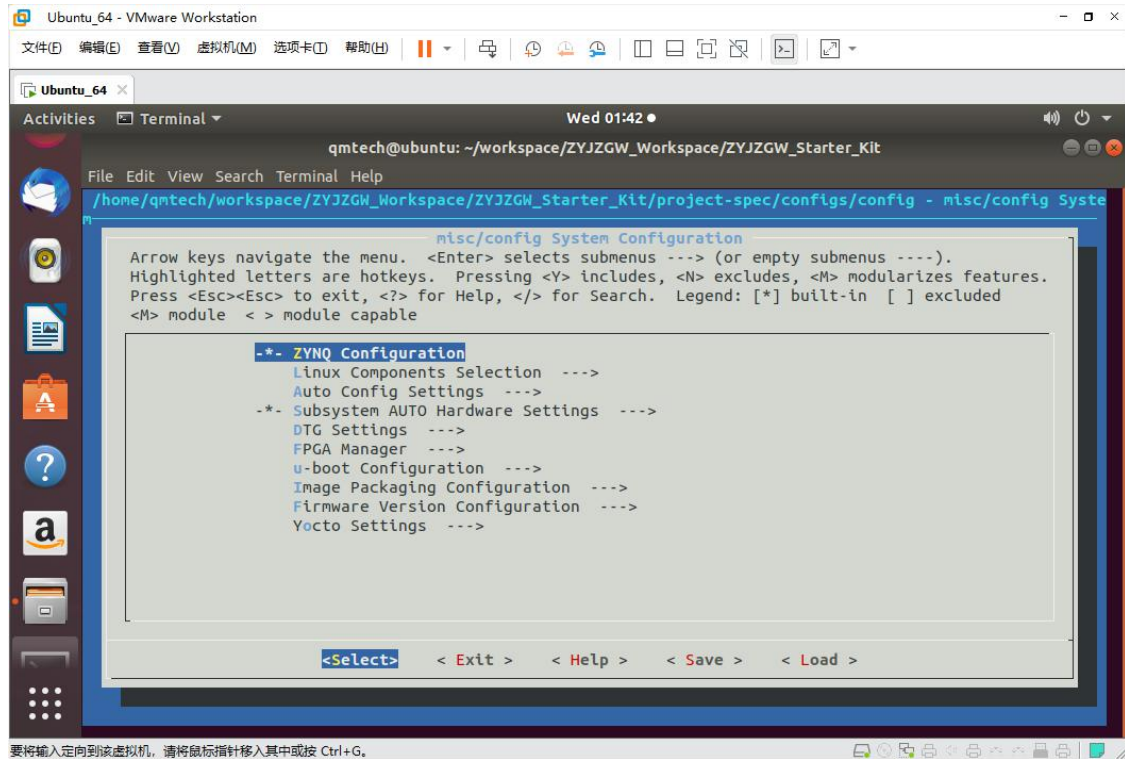 Ubuntu_64 - VMware Workstation
文件(F) 编辑(E) 查看(V) 虚拟机(M) 选项卡(T) 帮助(H)
Ubuntu_64
Activities Terminal Wed 01:42
qmtech@ubuntu: ~/workspace/ZYJZGW_Workspace/ZYJZGW_Starter_Kit
File Edit View Search Terminal Help
/home/qmtech/workspace/ZYJZGW_Workspace/ZYJZGW_Starter_Kit/project-spec/configs/config - misc/config Syste
m
misc/config System Configuration
Arrow keys navigate the menu. <Enter> selects submenus ---> (or empty submenus ----).
Highlighted letters are hotkeys. Pressing <Y> includes, <N> excludes, <M> modularizes features.
Press <Esc><Esc> to exit, <?> for Help, </> for Search. Legend: [*] built-in [ ] excluded
<M> module < > module capable
-*- ZYNQ Configuration
Linux Components Selection --->
Auto Config Settings --->
-*- Subsystem AUTO Hardware Settings --->
DTG Settings --->
FPGA Manager --->
u-boot Configuration --->
Image Packaging Configuration --->
Firmware Version Configuration --->
Yocto Settings --->
<Select> < Exit > < Help > < Save > < Load >
要将输入定向到该虚拟机，请将鼠标指针移入其中或按 Ctrl+G。